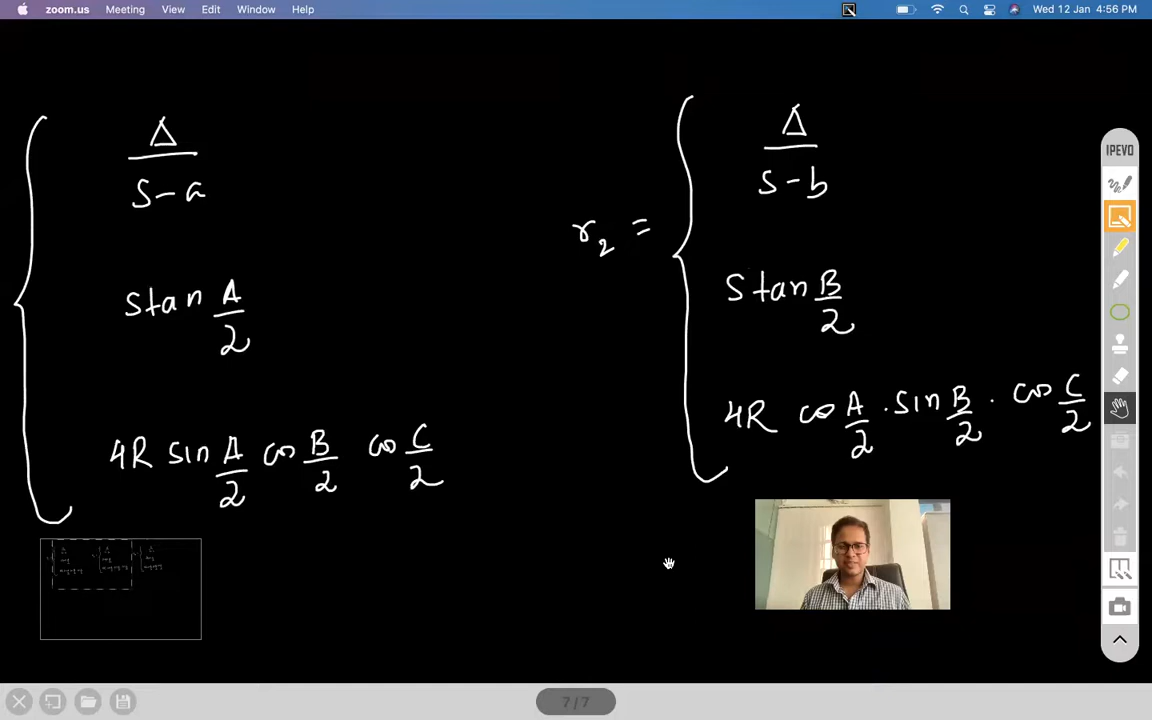 zoom.us Meeting View Edit Window Help Wed 12 Jan 4:56 PM
IPEVO
Δ
s-a
s tan A/2
4R sin A/2 cos B/2 cos C/2
r₂ =
Δ
s-b
s tan B/2
4R cos A/2 . sin B/2 . cos C/2
7 / 7